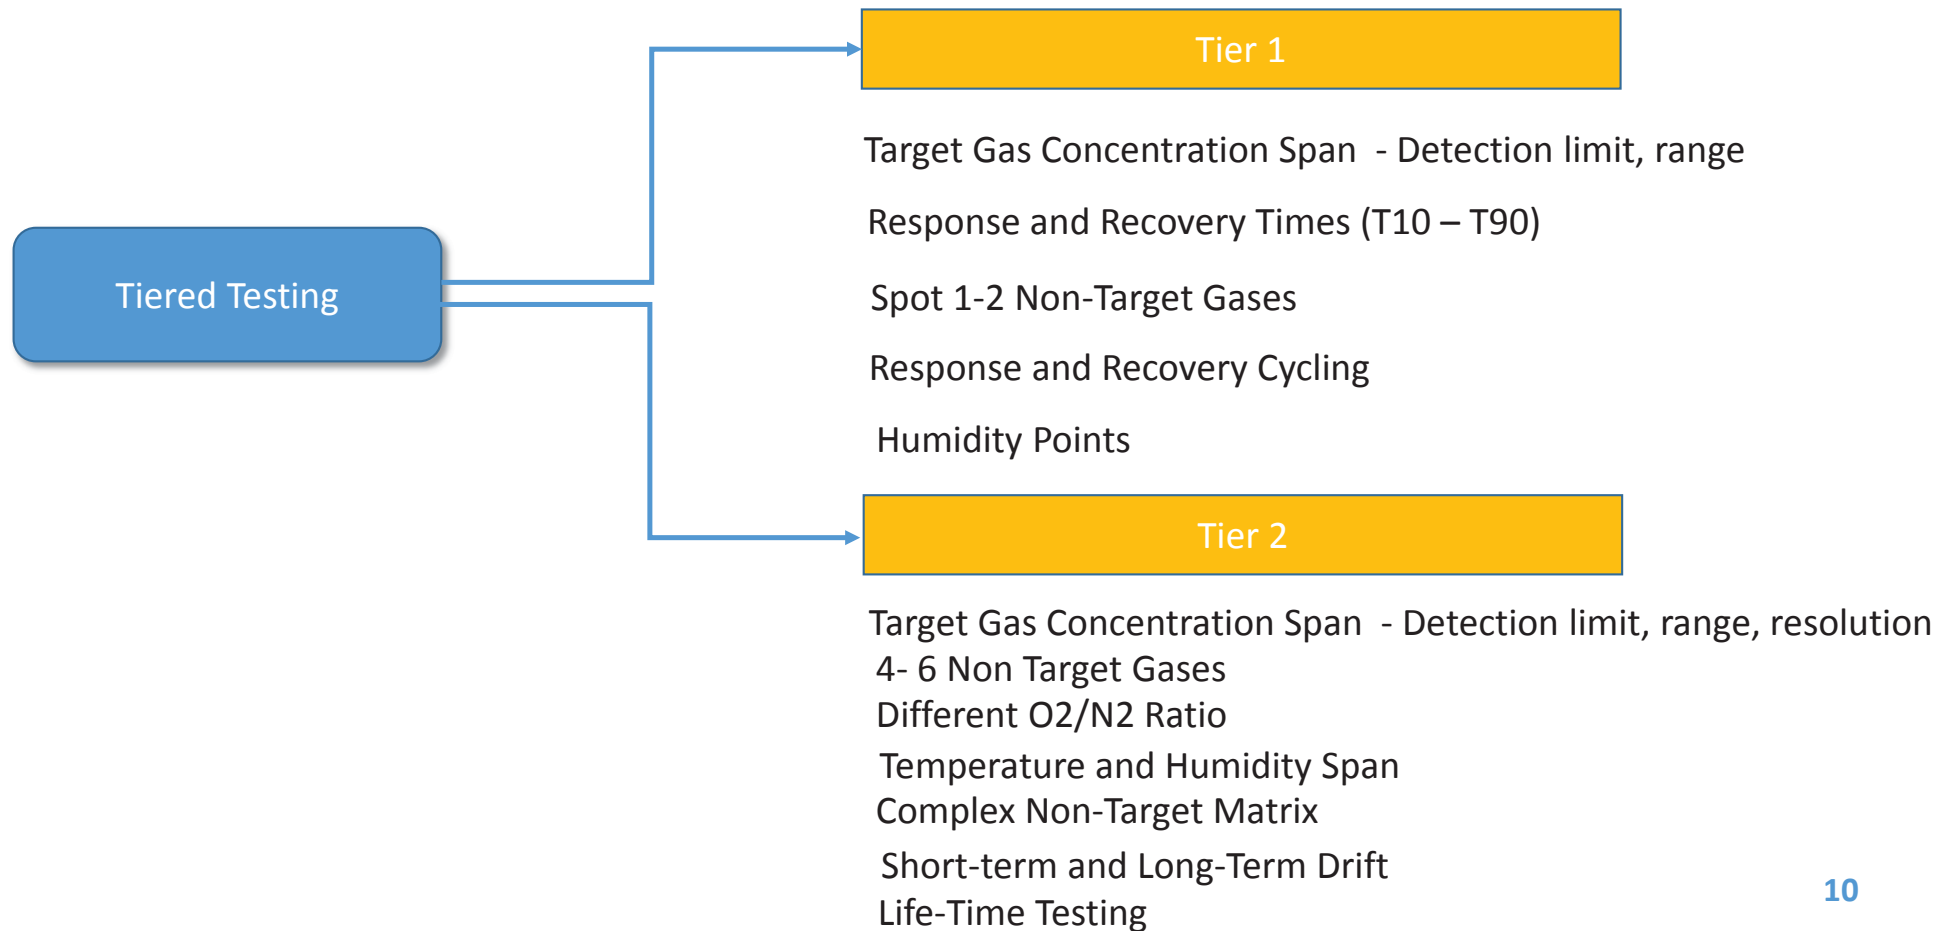 Tiered Testing
Tier 1
Target Gas Concentration Span  - Detection limit, range
Response and Recovery Times (T10 – T90)
Spot 1-2 Non-Target Gases
Response and Recovery Cycling
Humidity Points
Tier 2
Target Gas Concentration Span  - Detection limit, range, resolution
4- 6 Non Target Gases
Different O2/N2 Ratio
Temperature and Humidity Span
Complex Non-Target Matrix
Short-term and Long-Term Drift
Life-Time Testing
10